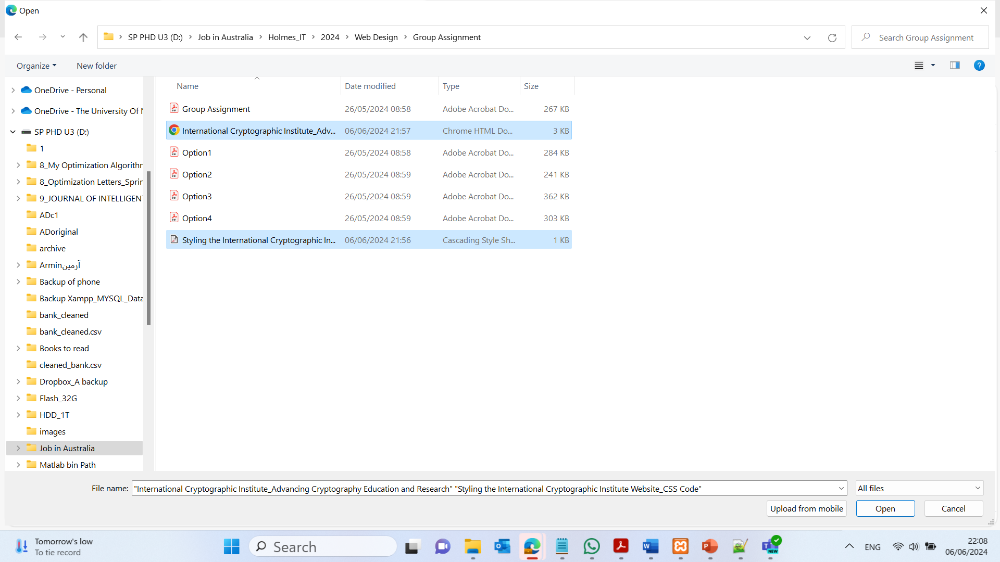 Open
SP PHD U3 (D:) Job in Australia Holmes_IT 2024 Web Design Group Assignment
Search Group Assignment
Organize New folder
Name Date modified Type Size
OneDrive - Personal
OneDrive - The University Of N
SP PHD U3 (D:)
1
8_My Optimization Algorithm
8_Optimization Letters_Sprin
9_JOURNAL OF INTELLIGENT
ADc1
ADoriginal
archive
Arminآرمین
Backup of phone
Backup Xampp_MYSQL_Data
bank_cleaned
bank_cleaned.csv
Books to read
cleaned_bank.csv
Dropbox_A backup
Flash_32G
HDD_1T
images
Job in Australia
Matlab bin Path
Group Assignment 26/05/2024 08:58 Adobe Acrobat Do... 267 KB
International Cryptographic Institute_Adv... 06/06/2024 21:57 Chrome HTML Do... 3 KB
Option1 26/05/2024 08:58 Adobe Acrobat Do... 284 KB
Option2 26/05/2024 08:59 Adobe Acrobat Do... 241 KB
Option3 26/05/2024 08:59 Adobe Acrobat Do... 362 KB
Option4 26/05/2024 08:59 Adobe Acrobat Do... 303 KB
Styling the International Cryptographic In... 06/06/2024 21:56 Cascading Style Sh... 1 KB
File name: "International Cryptographic Institute_Advancing Cryptography Education and Research" "Styling the International Cryptographic Institute Website_CSS Code" All files
Upload from mobile Open Cancel
Tomorrow's low
To tie record
Search
NEW
ENG
22:08
06/06/2024